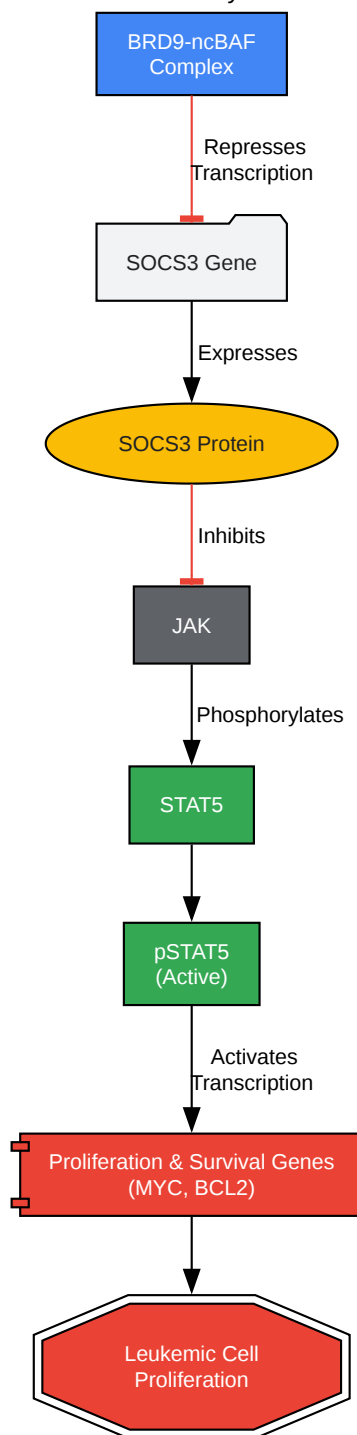 BRD9-ncBAF
Complex
Represses
Transcription
SOCS3 Gene
Expresses
SOCS3 Protein
Inhibits
JAK
Phosphorylates
STAT5
pSTAT5
(Active)
Activates
Transcription
Proliferation & Survival Genes
(MYC, BCL2)
Leukemic Cell
Proliferation